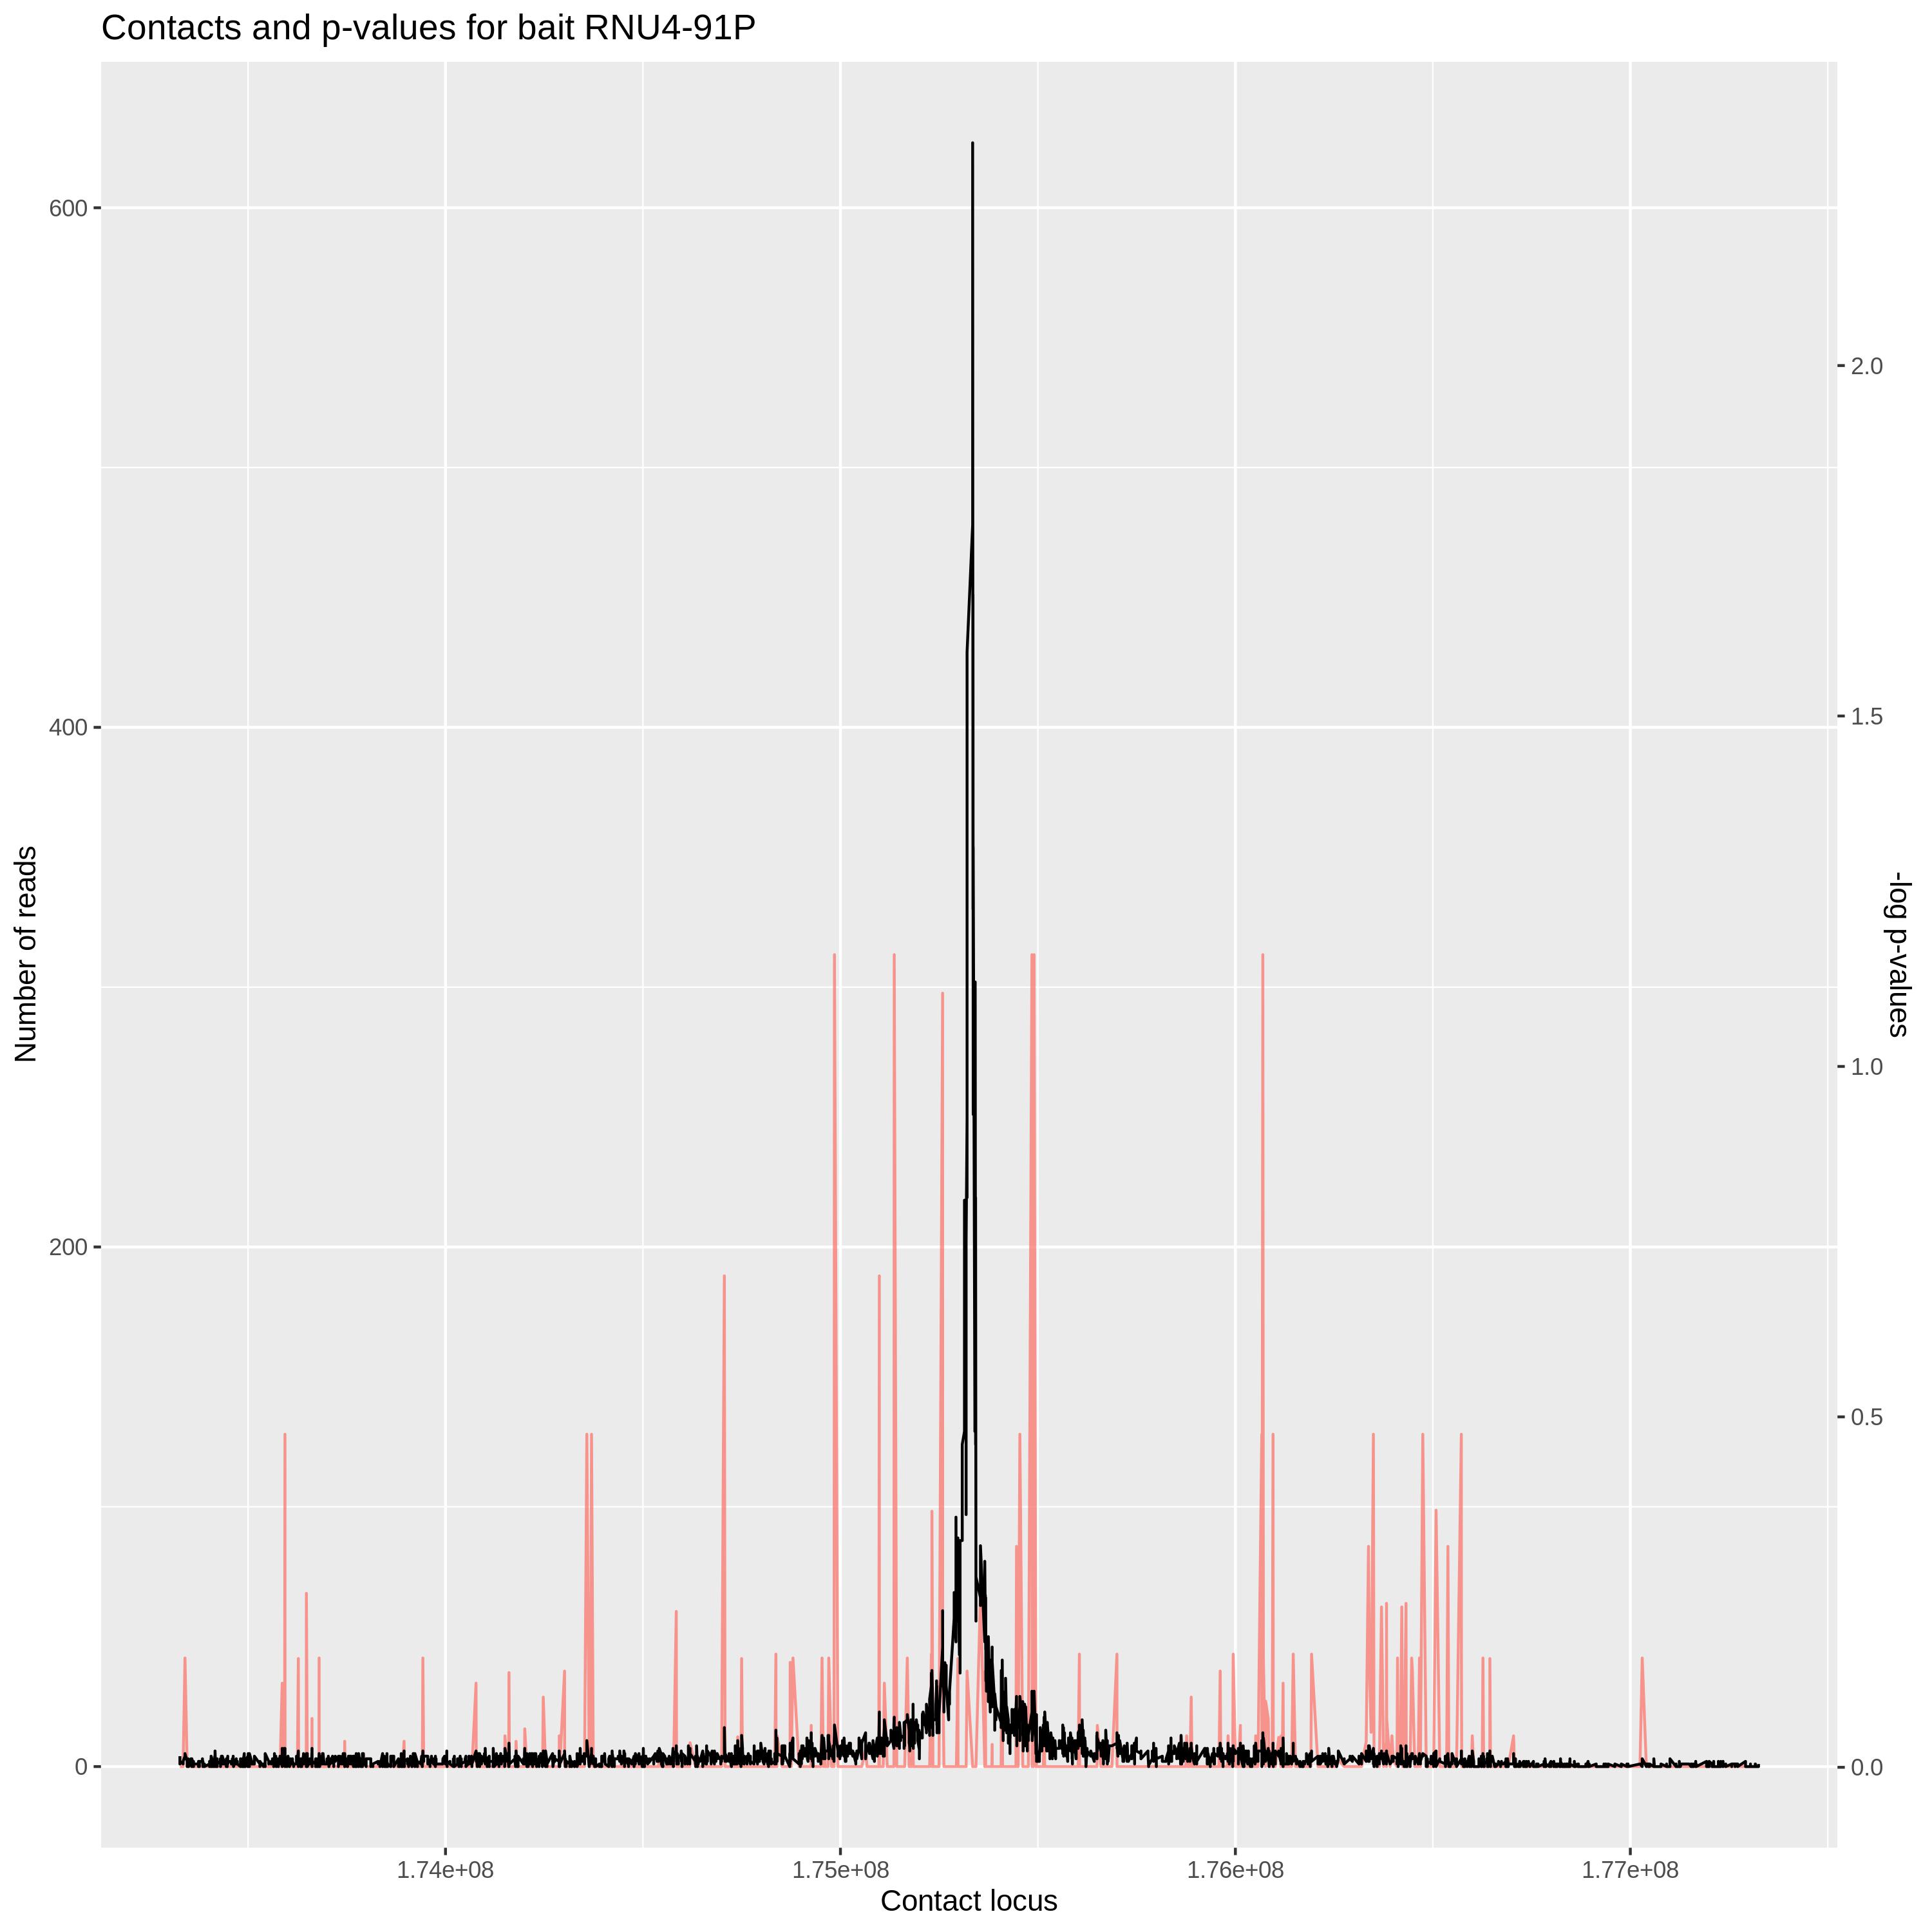 Contacts and p-values for bait RNU4-91P
600
400
200
0
Number of reads
2.0
1.5
1.0
0.5
0.0
-log p-values
1.74e+08 1.75e+08 1.76e+08 1.77e+08
Contact locus